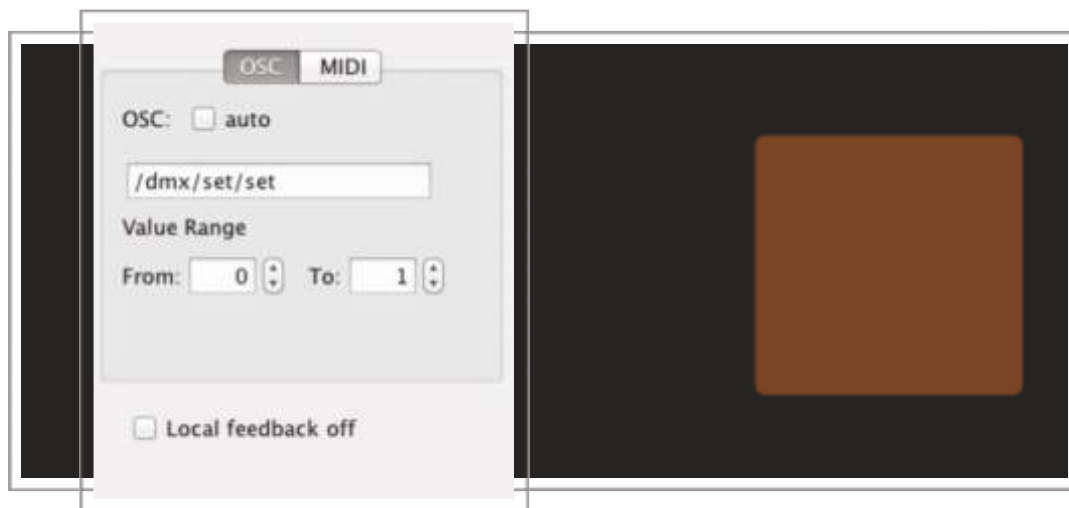 OSC MIDI
OSC: auto
/dmx/set/set
Value Range
From: 0 To: 1
Local feedback off